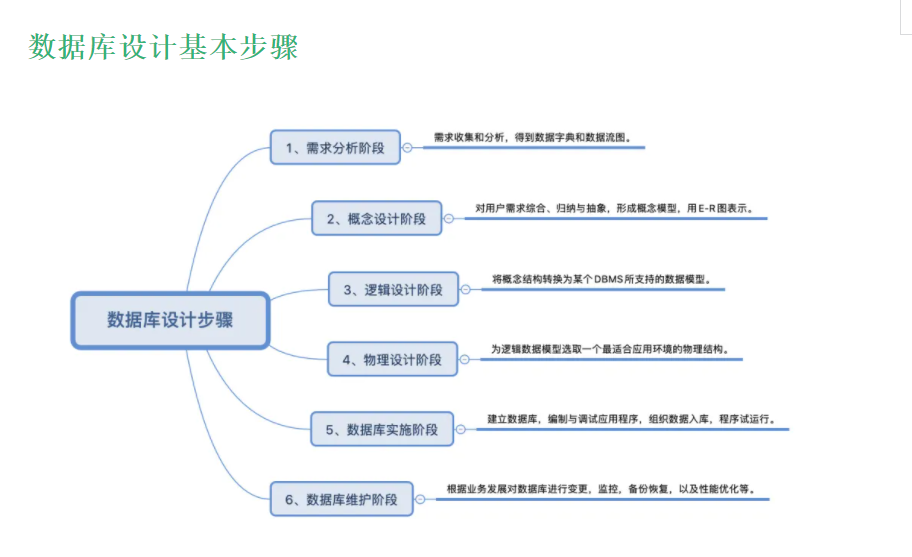 数据库设计基本步骤
1、需求分析阶段
需求收集和分析，得到数据字典和数据流图。
2、概念设计阶段
对用户需求综合、归纳与抽象，形成概念模型，用E-R图表示。
3、逻辑设计阶段
将概念结构转换为某个DBMS所支持的数据模型。
数据库设计步骤
4、物理设计阶段
为逻辑数据模型选取一个最适合应用环境的物理结构。
5、数据库实施阶段
建立数据库，编制与调试应用程序，组织数据入库，程序试运行。
6、数据库维护阶段
根据业务发展对数据库进行变更，监控，备份恢复，以及性能优化等。